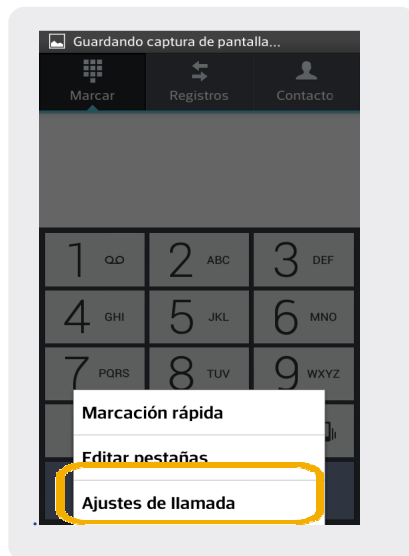 Guardando captura de pantalla...
Marcar Registros Contacto
1 2 ABC 3 DEF
4 GHI 5 JKL 6 MNO
7 PQRS 8 TUV 9 WXYZ
Marcación rápida
Editar pestañas
Ajustes de llamada